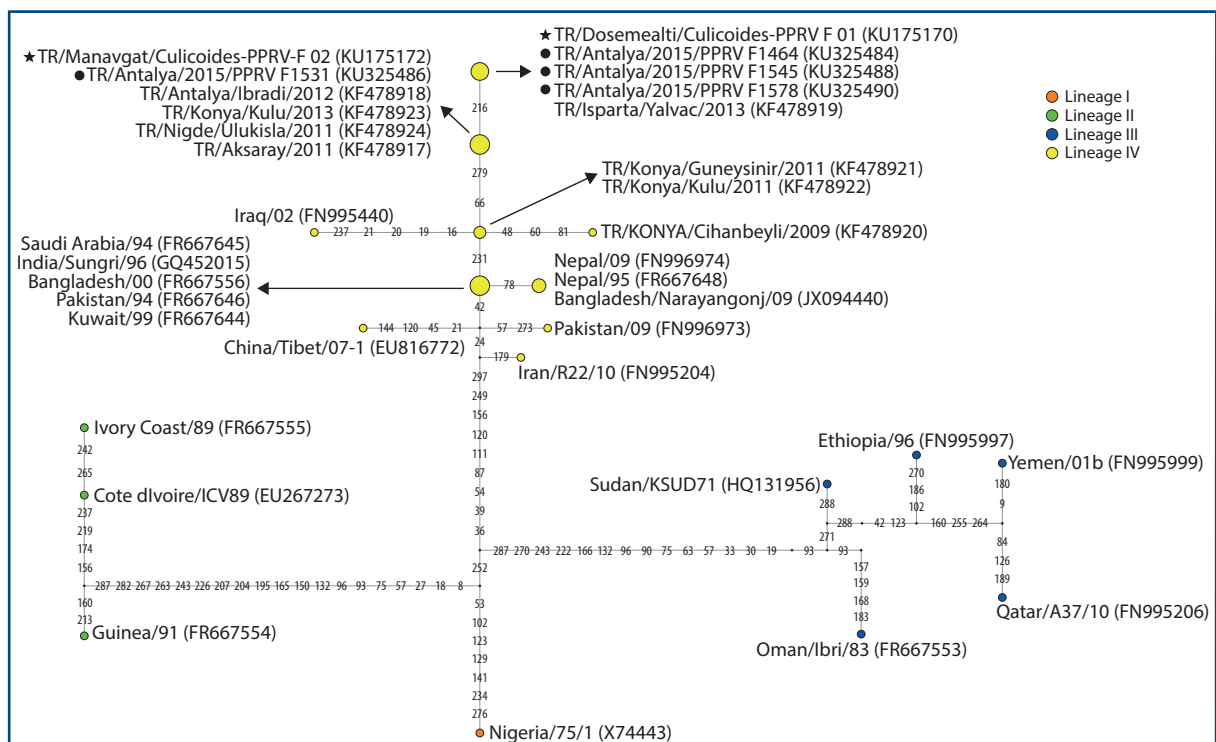 ★ TR/Manavgat/Culicoides-PPRV-F 02 (KU175172)
● TR/Antalya/2015/PPRV F1531 (KU325486)
TR/Antalya/Ibradi/2012 (KF478918)
TR/Konya/Kulu/2013 (KF478923)
TR/Nigde/Ulukisla/2011 (KF478924)
TR/Aksaray/2011 (KF478917)
★ TR/Dosemealti/Culicoides-PPRV F 01 (KU175170)
● TR/Antalya/2015/PPRV F1464 (KU325484)
● TR/Antalya/2015/PPRV F1545 (KU325488)
● TR/Antalya/2015/PPRV F1578 (KU325490)
TR/Isparta/Yalvac/2013 (KF478919)
Lineage I
Lineage II
Lineage III
Lineage IV
216
279
66
TR/Konya/Guneysinir/2011 (KF478921)
TR/Konya/Kulu/2011 (KF478922)
Iraq/02 (FN995440)
237 21 20 19 16
48 60 81
TR/KONYA/Cihanbeyli/2009 (KF478920)
231
Saudi Arabia/94 (FR667645)
India/Sungri/96 (GQ452015)
Bangladesh/00 (FR667556)
Pakistan/94 (FR667646)
Kuwait/99 (FR667644)
78
Nepal/09 (FN996974)
Nepal/95 (FR667648)
Bangladesh/Narayangonj/09 (JX094440)
42
144 120 45 21
57 273
Pakistan/09 (FN996973)
China/Tibet/07-1 (EU816772)
24
179
Iran/R22/10 (FN995204)
297
249
156
120
111
87
54
39
36
Ivory Coast/89 (FR667555)
242
265
Cote dIvoire/ICV89 (EU267273)
237
219
174
156
287 282 267 263 243 226 207 204 195 165 150 132 96 93 75 57 27 18 8
160
213
Guinea/91 (FR667554)
252
287 270 243 222 166 132 96 90 75 63 57 33 30 19 93 93
Sudan/KSUD71 (HQ131956)
288
271
288 42 123 160 255 264
Ethiopia/96 (FN995997)
270
186
102
Yemen/01b (FN995999)
180
9
84
126
189
Qatar/A37/10 (FN995206)
157
159
168
183
Oman/Ibri/83 (FR667553)
53
102
123
129
141
234
276
Nigeria/75/1 (X74443)